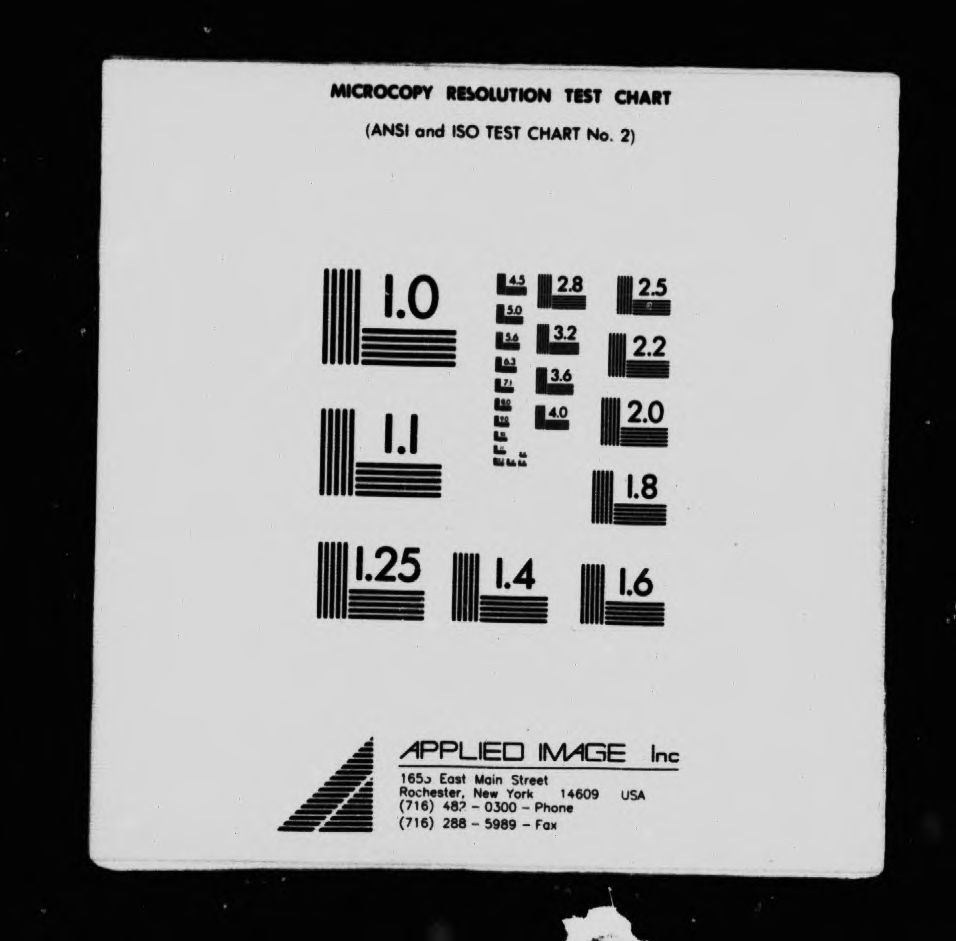 MICROCOPY RESOLUTION TEST CHART
(ANSI and ISO TEST CHART No. 2)
1.0
1.1
1.25
1.4
1.6
1.8
2.0
2.2
2.5
2.8
3.2
3.6
4.0
4.5
5.0
5.6
6.3
7.1
APPLIED IMAGE Inc
East Main Street
Rochester, New York 14609 USA
(716) 482 - 0300 - Phone
(716) 288 - 5989 - Fax